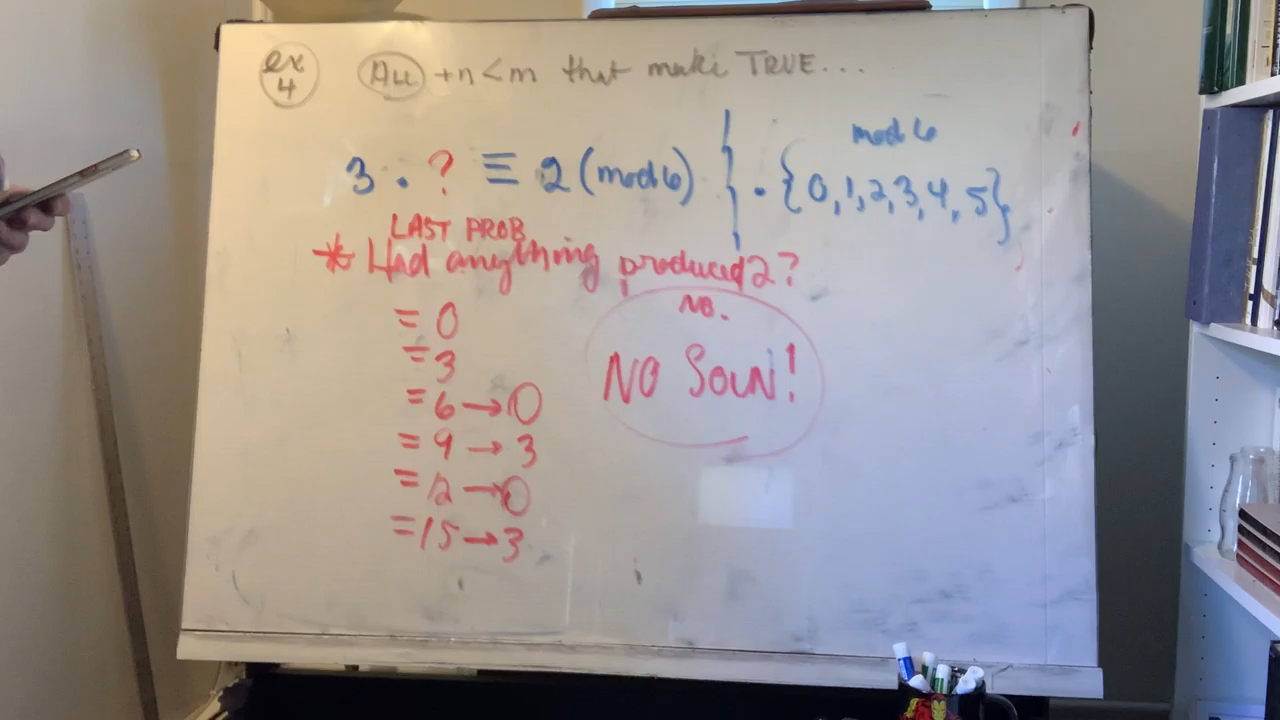 ex 4
All +n < m that make TRUE...
3 . ? ≡ 2 (mod 6) } . {0, 1, 2, 3, 4, 5}
mod 6
LAST PROB
* Had anything produced 2?
= 0
= 3
= 6 → 0
= 9 → 3
= 12 → 0
= 15 → 3
NO.
NO SOLN!